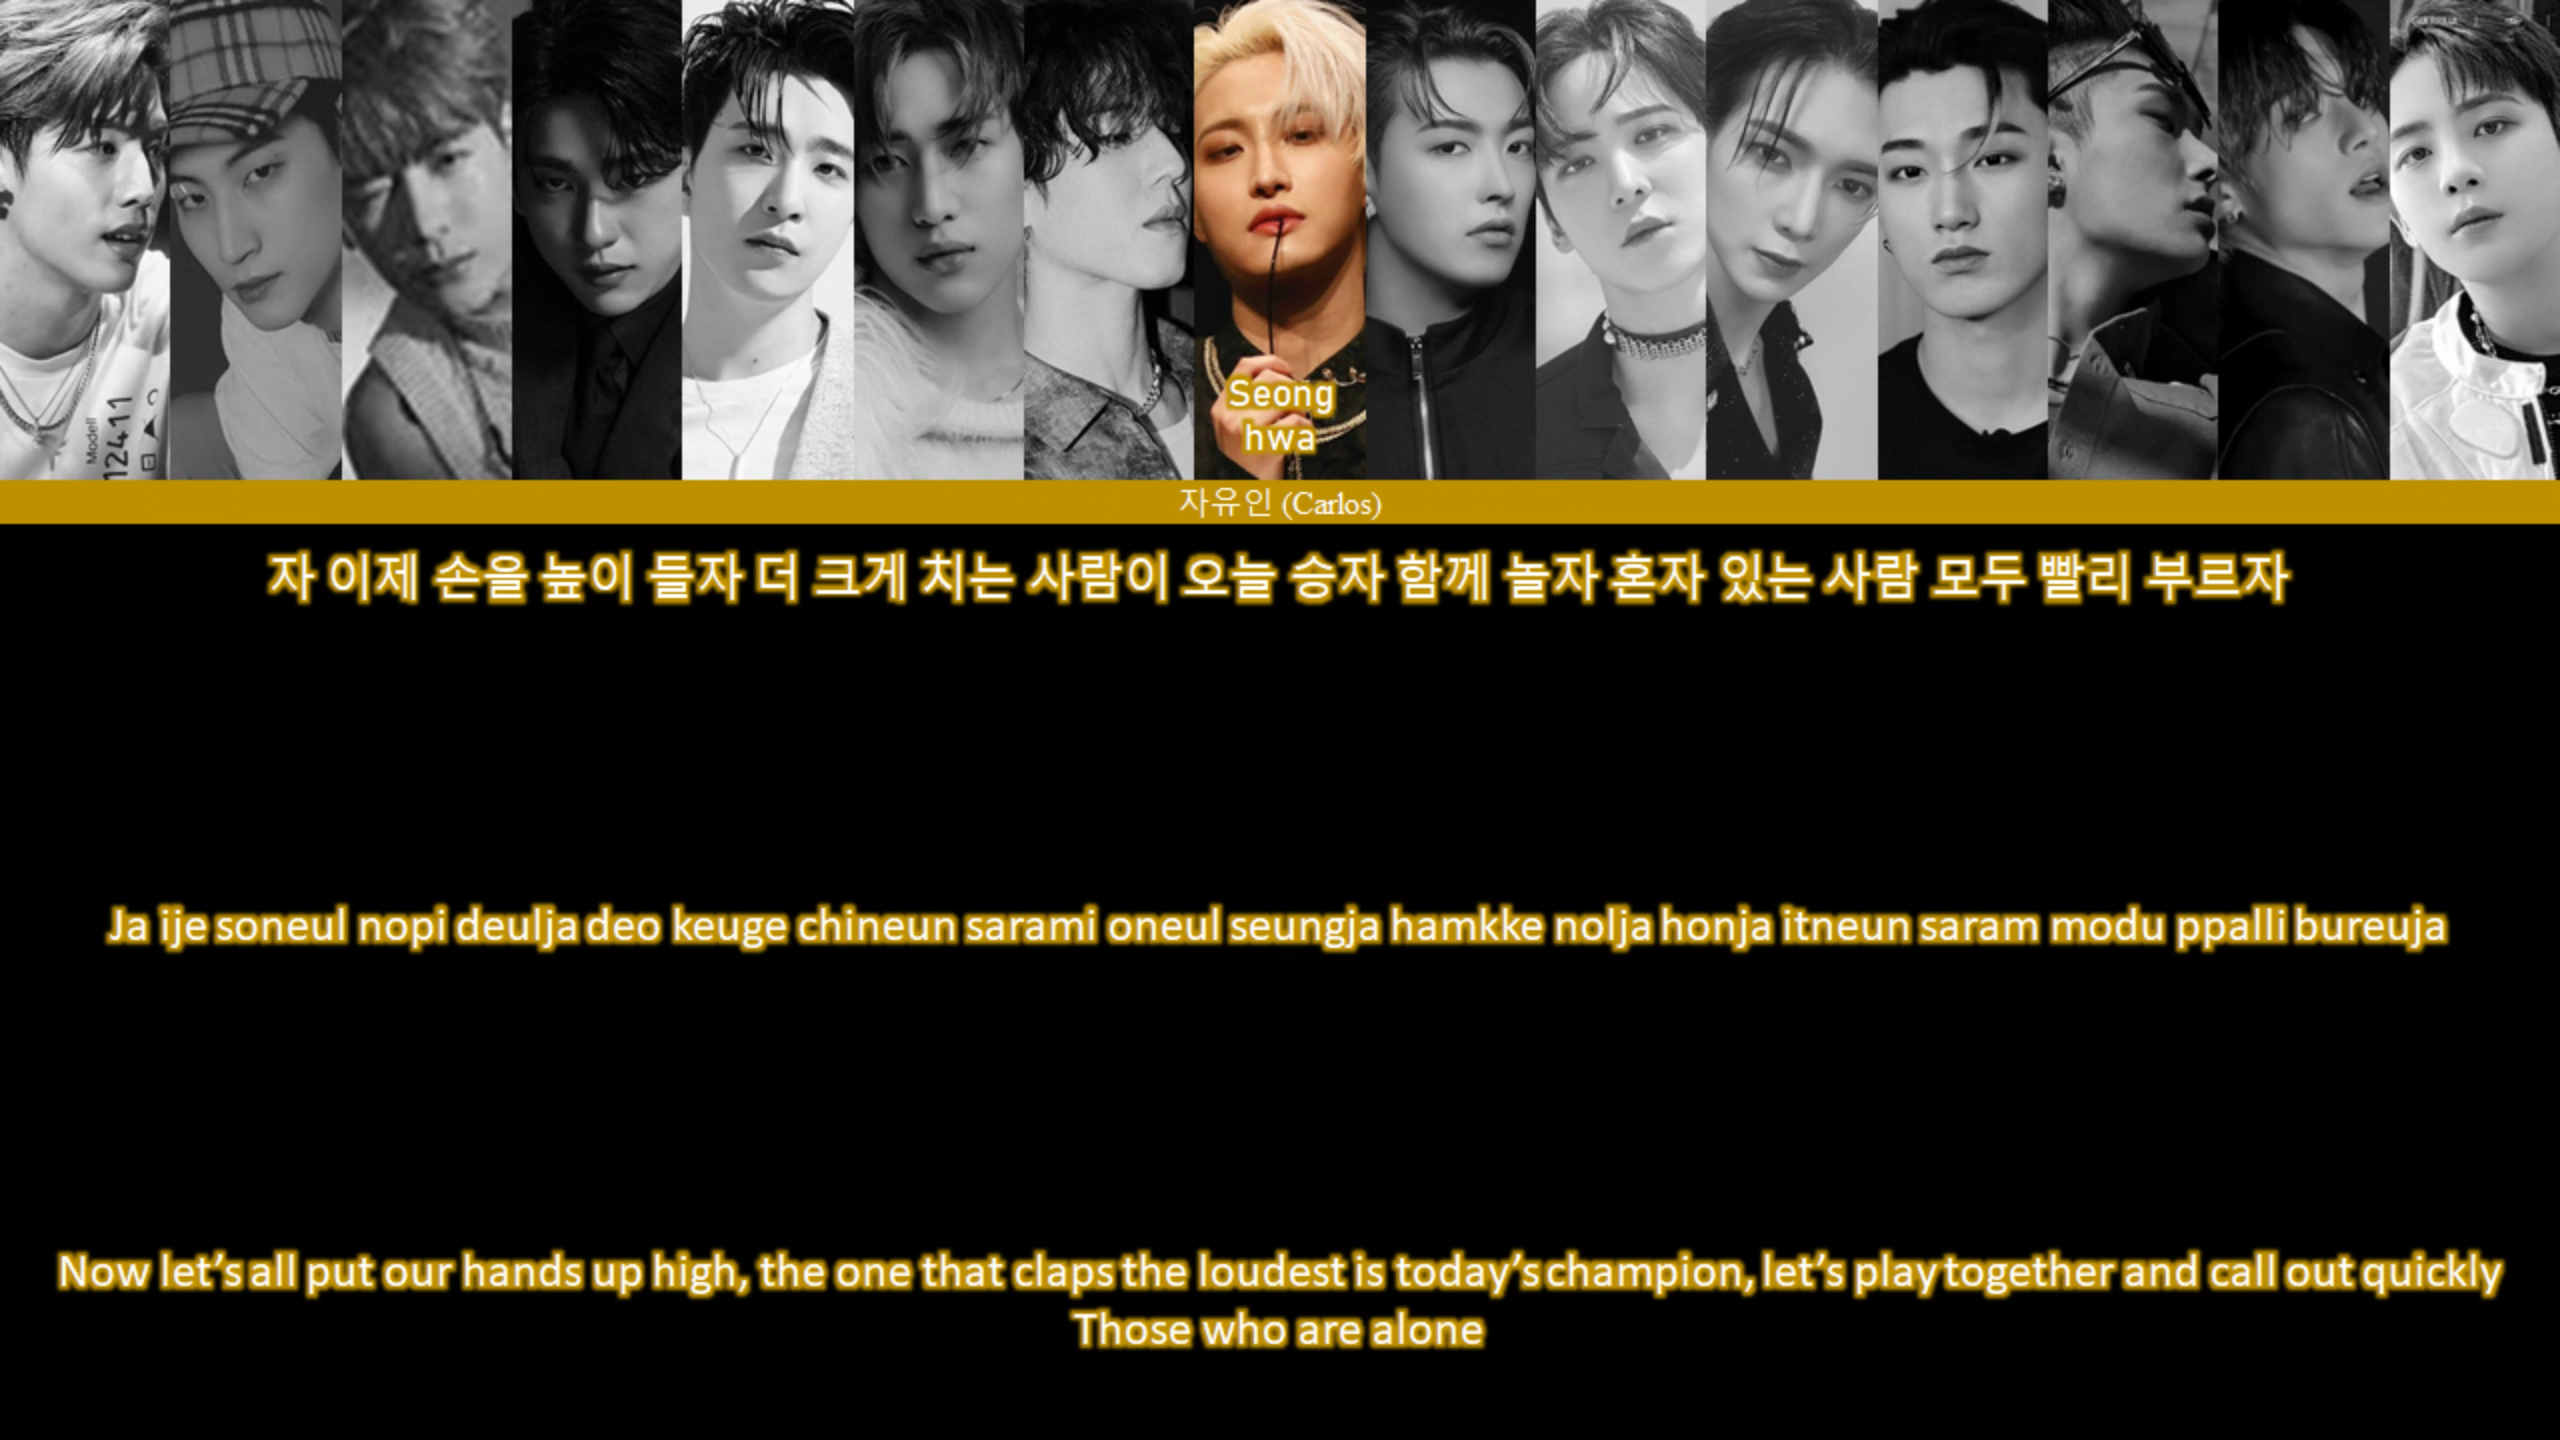 Modell
12411
Seong
hwa
자유인 (Carlos)
자 이제 손을 높이 들자 더 크게 치는 사람이 오늘 승자 함께 놀자 혼자 있는 사람 모두 빨리 부르자
Ja ije soneul nopi deulja deo keuge chineun sarami oneul seungja hamkke nolja honja itneun saram modu ppalli bureuja
Now let’s all put our hands up high, the one that claps the loudest is today’s champion, let’s play together and call out quickly
Those who are alone